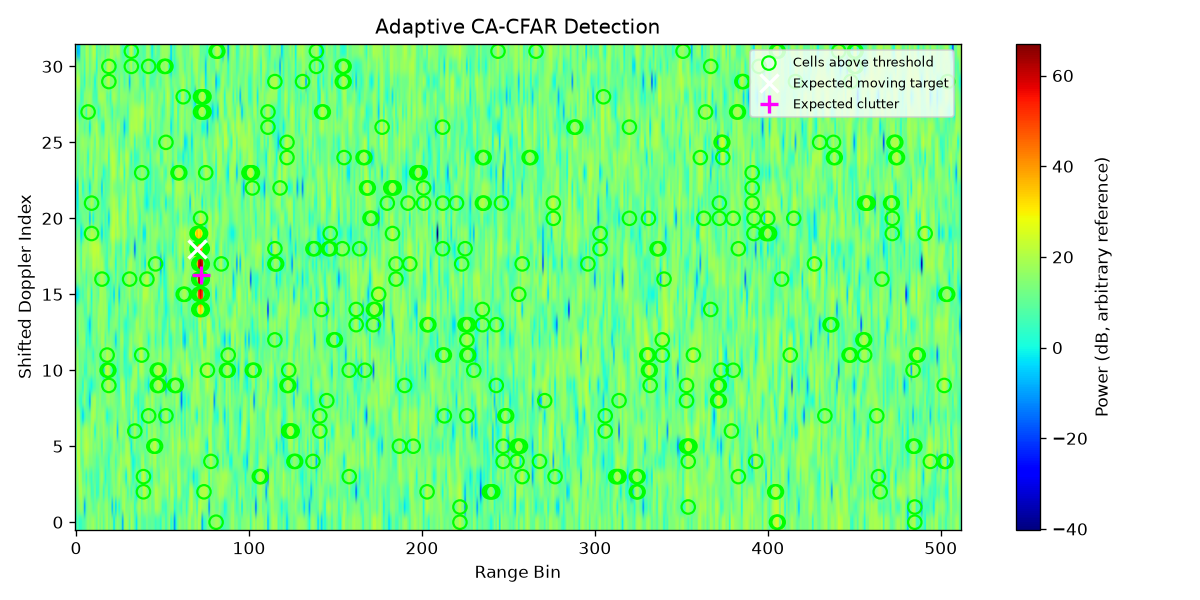 Adaptive CA-CFAR Detection
Cells above threshold
Expected moving target
Expected clutter
Shifted Doppler Index
30
25
20
15
10
5
0
0
100
200
300
400
500
Range Bin
60
40
20
0
−20
−40
Power (dB, arbitrary reference)